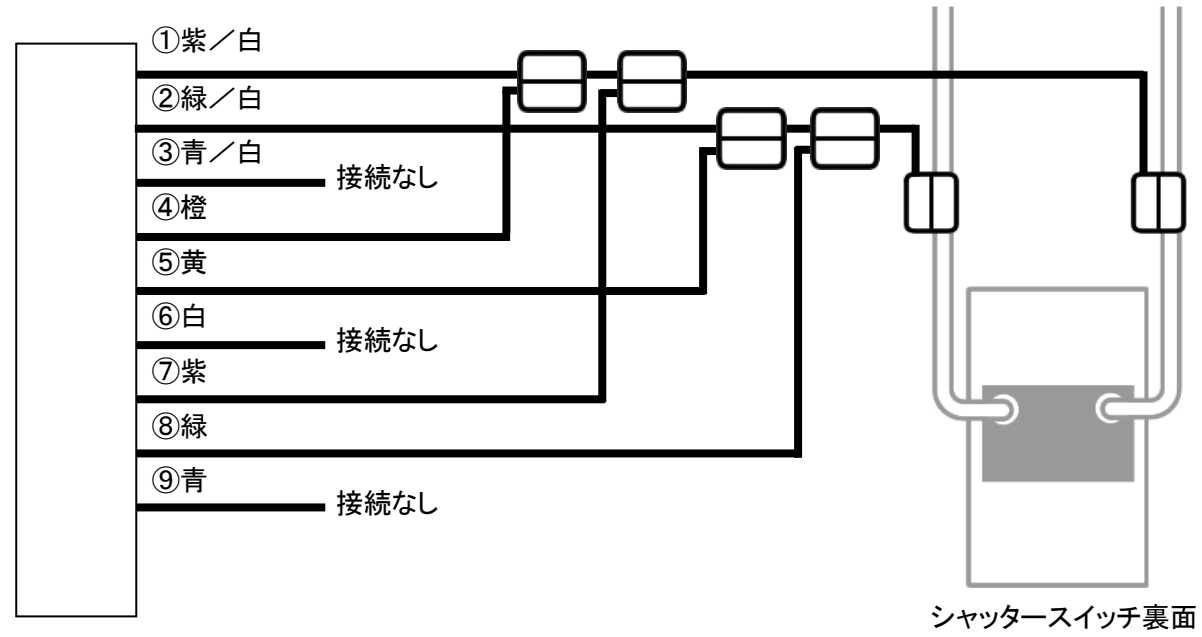 ①紫／白
②緑／白
③青／白
接続なし
④橙
⑤黄
⑥白
接続なし
⑦紫
⑧緑
⑨青
接続なし
シャッタースイッチ裏面